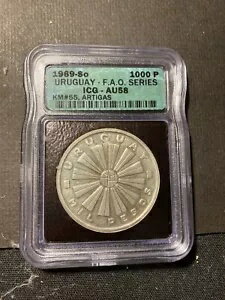 1969-So 1000 P
URUGUAY - F.A.O. SERIES
ICG - AU58
KM#55, ARTIGAS
URUGUAY
MIL PESOS